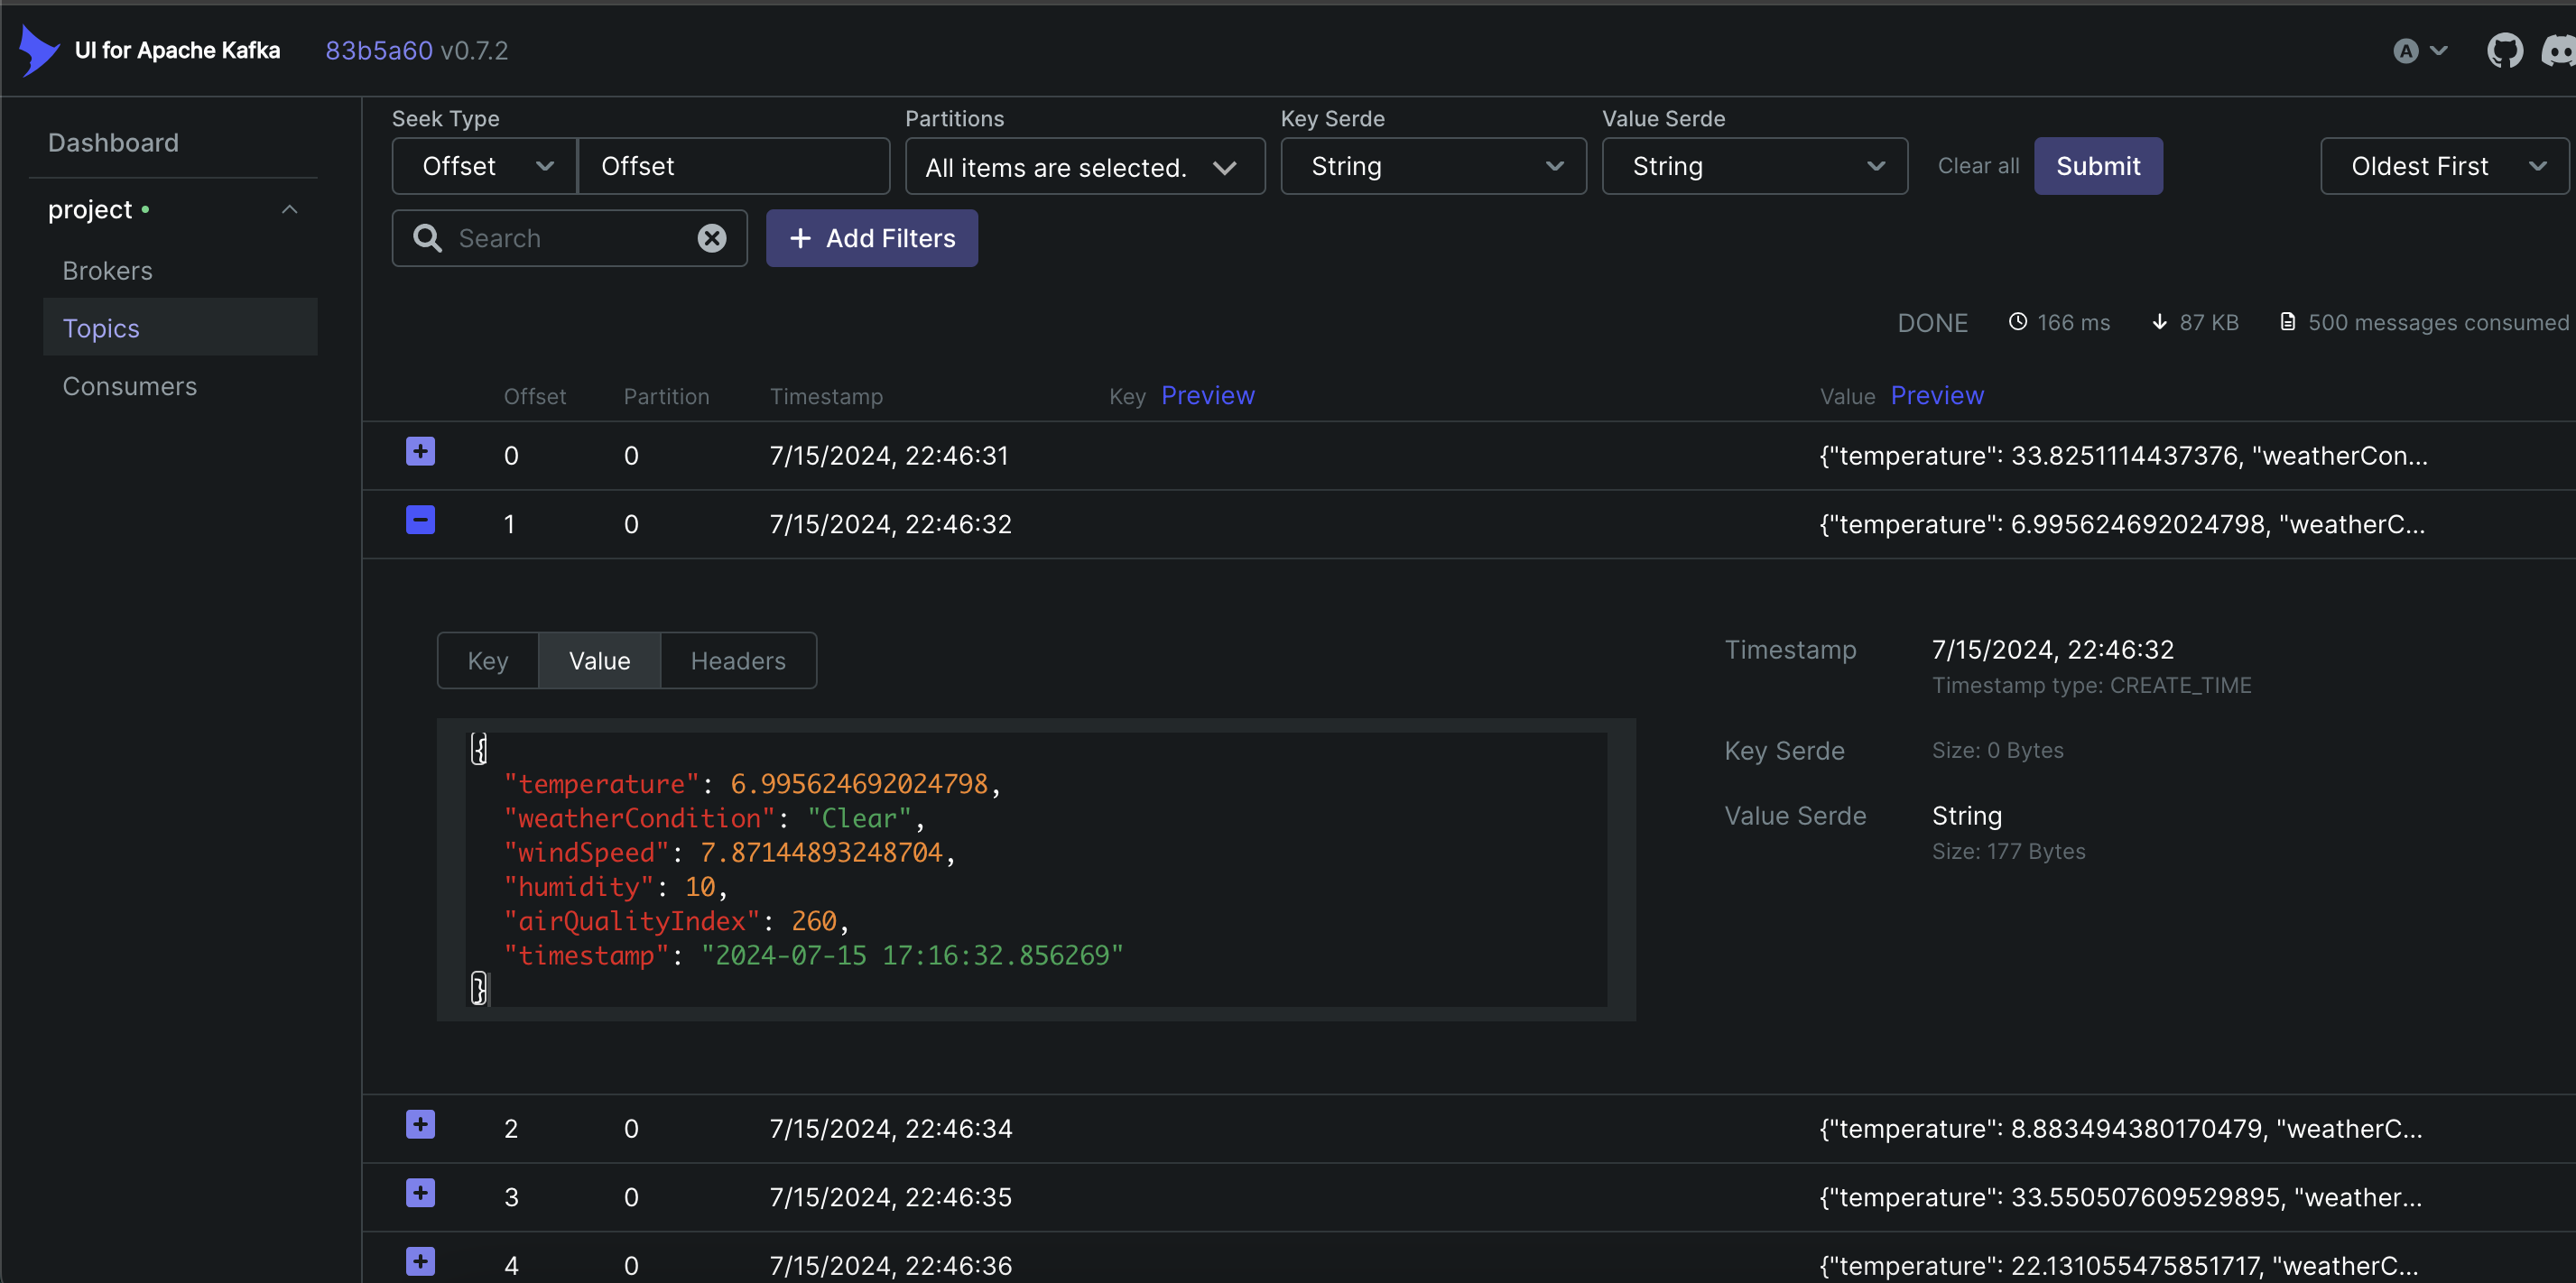 UI for Apache Kafka 83b5a60 v0.7.2 A
Dashboard
project
Brokers
Topics
Consumers
Seek Type Partitions Key Serde Value Serde
Offset Offset All items are selected. String String Clear all Submit Oldest First
Search Add Filters
DONE 166 ms 87 KB 500 messages consumed
Offset Partition Timestamp Key Preview Value Preview
0 0 7/15/2024, 22:46:31 {"temperature": 33.8251114437376, "weatherCon...
1 0 7/15/2024, 22:46:32 {"temperature": 6.995624692024798, "weatherC...
Key Value Headers
{
"temperature": 6.995624692024798,
"weatherCondition": "Clear",
"windSpeed": 7.87144893248704,
"humidity": 10,
"airQualityIndex": 260,
"timestamp": "2024-07-15 17:16:32.856269"
}
Timestamp 7/15/2024, 22:46:32
Timestamp type: CREATE_TIME
Key Serde Size: 0 Bytes
Value Serde String
Size: 177 Bytes
2 0 7/15/2024, 22:46:34 {"temperature": 8.883494380170479, "weatherC...
3 0 7/15/2024, 22:46:35 {"temperature": 33.550507609529895, "weather...
4 0 7/15/2024, 22:46:36 {"temperature": 22.131055475851717, "weatherC...